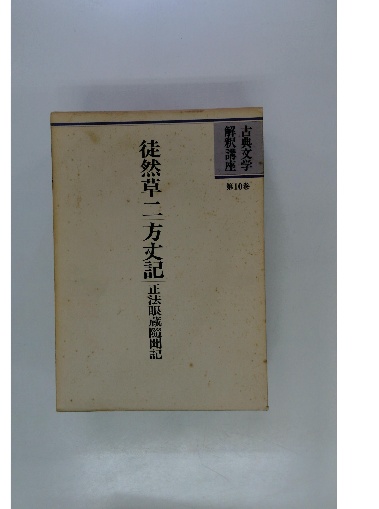 古典文学
解釈講座
第10巻
徒然草二｜方丈記｜正法眼蔵随聞記